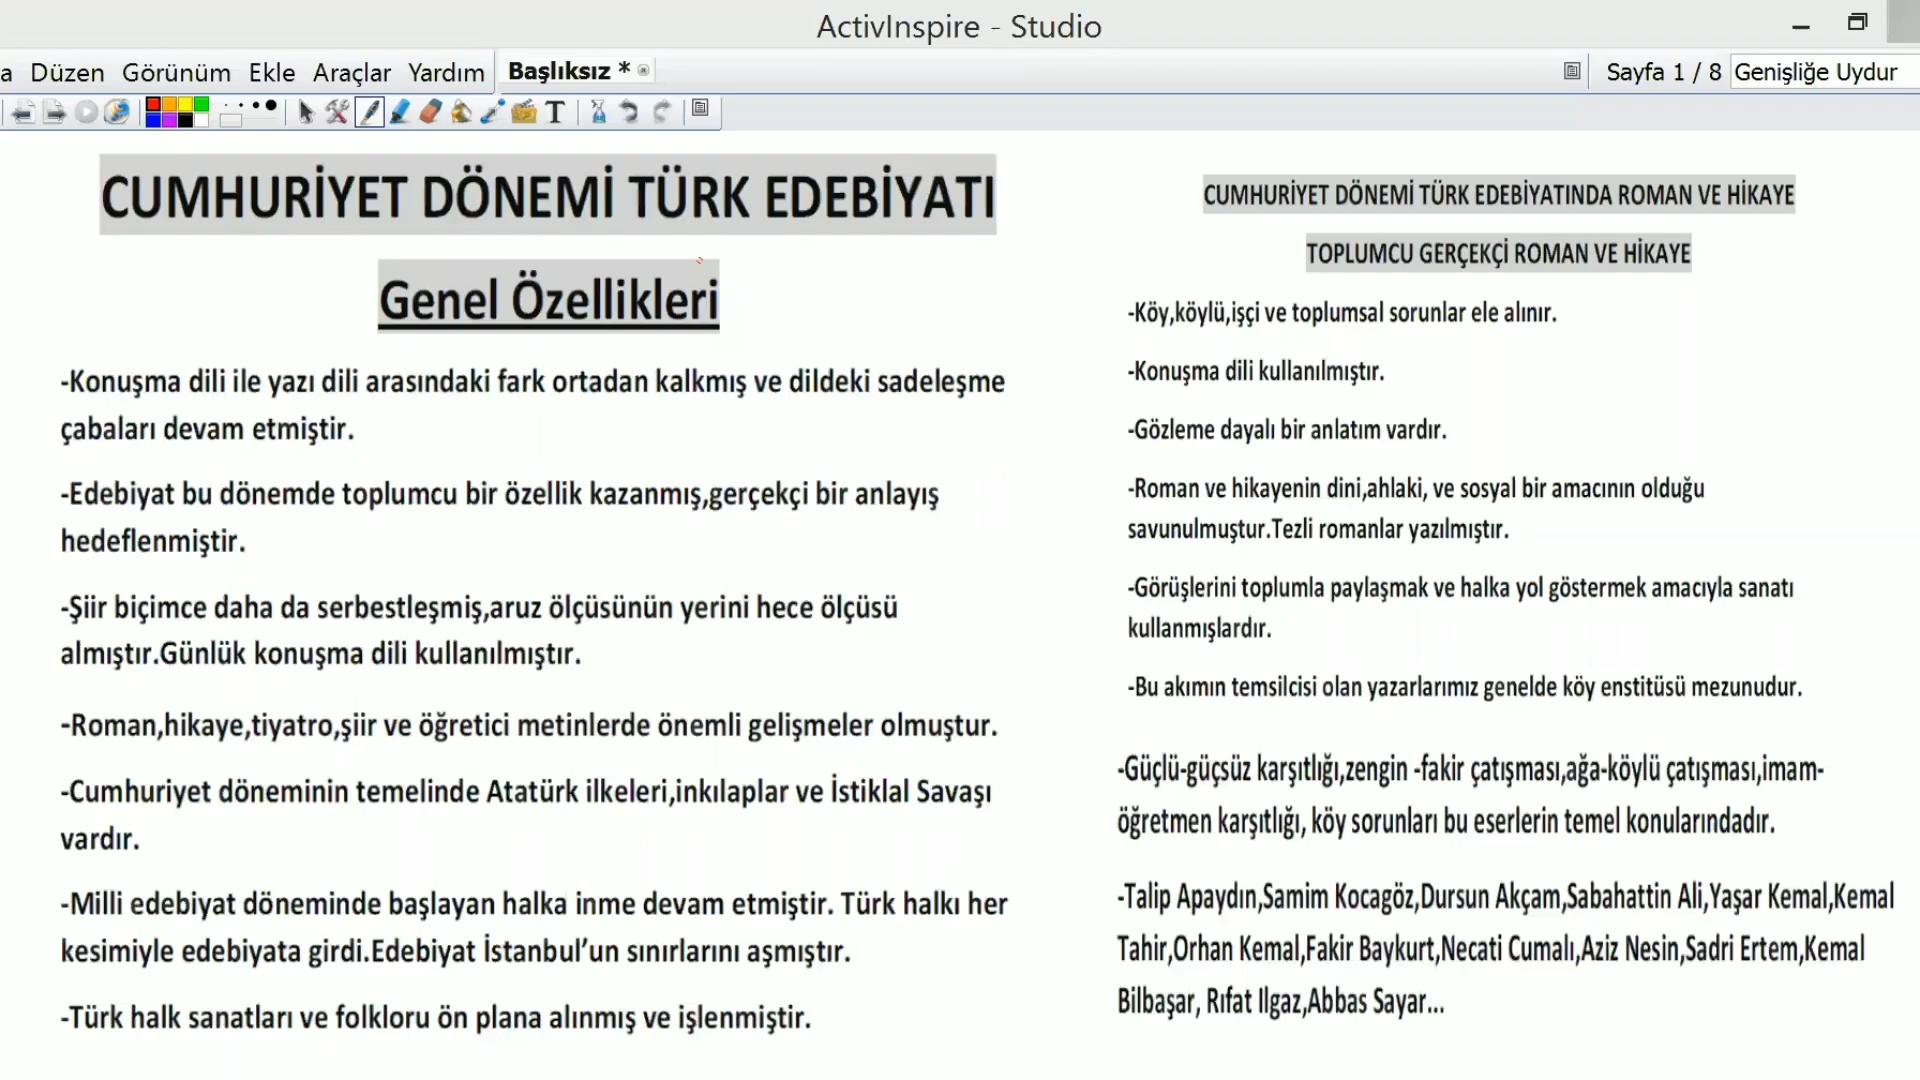 ActivInspire - Studio
a Düzen Görünüm Ekle Araçlar Yardım Başlıksız * Sayfa 1 / 8 Genişliğe Uydur
T
CUMHURİYET DÖNEMİ TÜRK EDEBİYATI
Genel Özellikleri
-Konuşma dili ile yazı dili arasındaki fark ortadan kalkmış ve dildeki sadeleşme
çabaları devam etmiştir.
-Edebiyat bu dönemde toplumcu bir özellik kazanmış,gerçekçi bir anlayış
hedeflenmiştir.
-Şiir biçimce daha da serbestleşmiş,aruz ölçüsünün yerini hece ölçüsü
almıştır.Günlük konuşma dili kullanılmıştır.
-Roman,hikaye,tiyatro,şiir ve öğretici metinlerde önemli gelişmeler olmuştur.
-Cumhuriyet döneminin temelinde Atatürk ilkeleri,inkılaplar ve İstiklal Savaşı
vardır.
-Milli edebiyat döneminde başlayan halka inme devam etmiştir. Türk halkı her
kesimiyle edebiyata girdi.Edebiyat İstanbul’un sınırlarını aşmıştır.
-Türk halk sanatları ve folkloru ön plana alınmış ve işlenmiştir.
CUMHURİYET DÖNEMİ TÜRK EDEBİYATINDA ROMAN VE HİKAYE
TOPLUMCU GERÇEKÇİ ROMAN VE HİKAYE
-Köy,köylü,işçi ve toplumsal sorunlar ele alınır.
-Konuşma dili kullanılmıştır.
-Gözleme dayalı bir anlatım vardır.
-Roman ve hikayenin dini,ahlaki, ve sosyal bir amacının olduğu
savunulmuştur.Tezli romanlar yazılmıştır.
-Görüşlerini toplumla paylaşmak ve halka yol göstermek amacıyla sanatı
kullanmışlardır.
-Bu akımın temsilcisi olan yazarlarımız genelde köy enstitüsü mezunudur.
-Güçlü-güçsüz karşıtlığı,zengin -fakir çatışması,ağa-köylü çatışması,imam-
öğretmen karşıtlığı, köy sorunları bu eserlerin temel konularındadır.
-Talip Apaydın,Samim Kocagöz,Dursun Akçam,Sabahattin Ali,Yaşar Kemal,Kemal
Tahir,Orhan Kemal,Fakir Baykurt,Necati Cumalı,Aziz Nesin,Sadri Ertem,Kemal
Bilbaşar, Rıfat Ilgaz,Abbas Sayar...